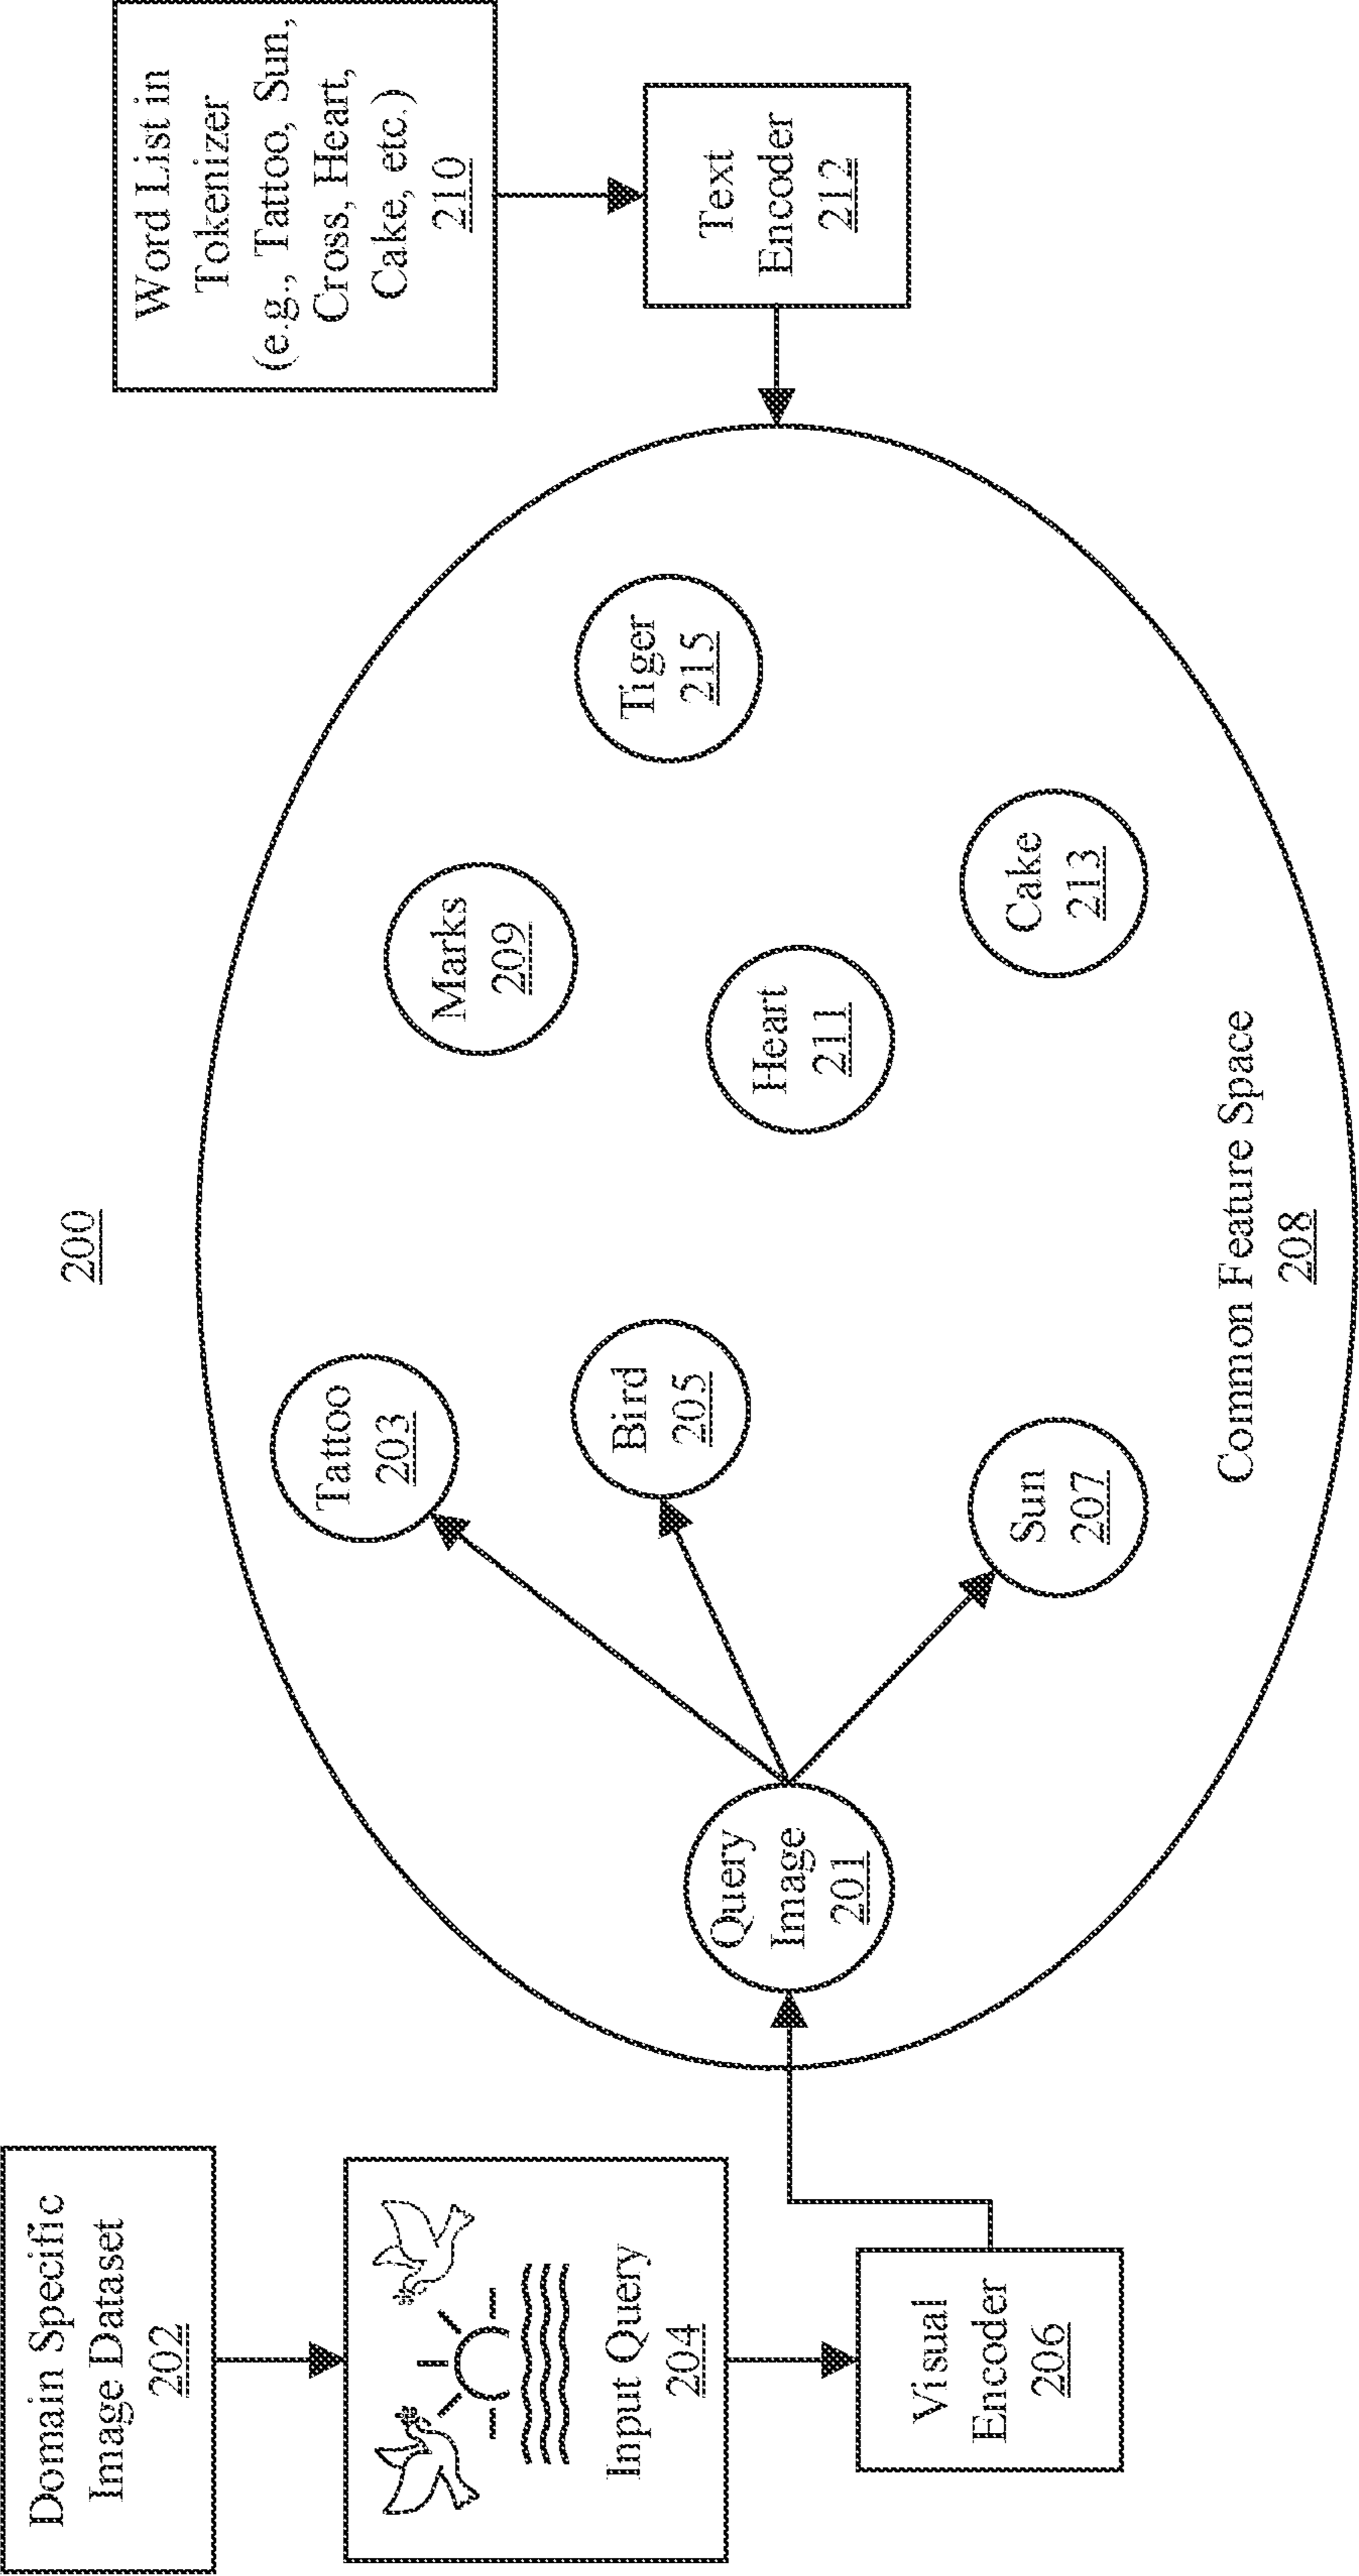 200
Domain Specific
Image Dataset
202
Input Query
204
Visual
Encoder
206
Query
Image
201
Tattoo
203
Bird
205
Sun
207
Marks
209
Heart
211
Cake
213
Tiger
215
Common Feature Space
208
Word List in
Tokenizer
(e.g., Tattoo, Sun,
Cross, Heart,
Cake, etc.)
210
Text
Encoder
212